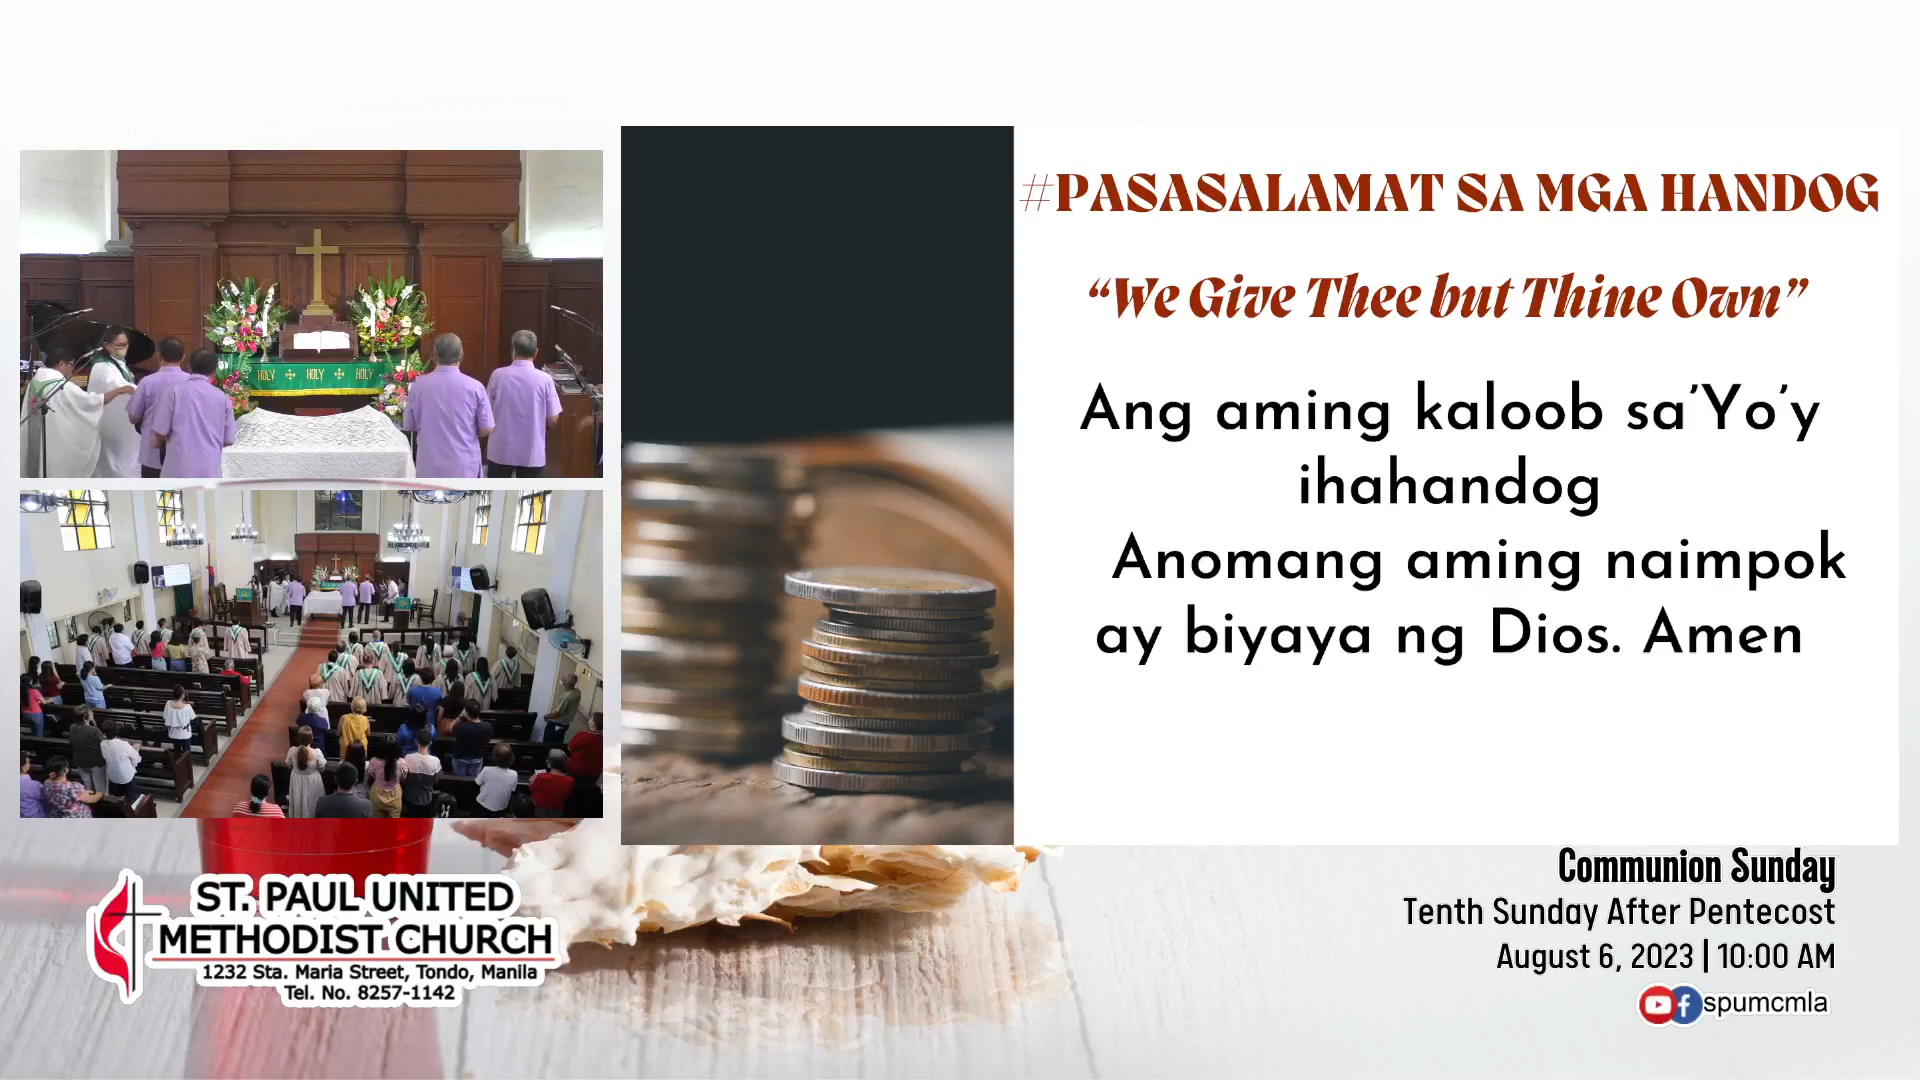 #PASASALAMAT SA MGA HANDOG
“We Give Thee but Thine Own”
Ang aming kaloob sa’Yo’y
ihahandog
Anomang aming naimpok
ay biyaya ng Dios. Amen
HOLY HOLY HOLY
ST. PAUL UNITED
METHODIST CHURCH
1232 Sta. Maria Street, Tondo, Manila
Tel. No. 8257-1142
Communion Sunday
Tenth Sunday After Pentecost
August 6, 2023 | 10:00 AM
spumcmla